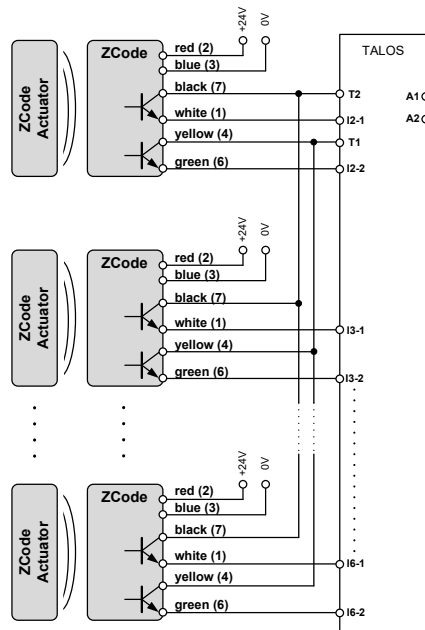 +24V
0V
ZCode
Actuator
ZCode
red (2)
blue (3)
black (7)
white (1)
yellow (4)
green (6)
TALOS
T2
I2-1
T1
I2-2
A1
A2
+24V
0V
ZCode
Actuator
ZCode
red (2)
blue (3)
black (7)
white (1)
yellow (4)
green (6)
I3-1
I3-2
+24V
0V
ZCode
Actuator
ZCode
red (2)
blue (3)
black (7)
white (1)
yellow (4)
green (6)
I6-1
I6-2